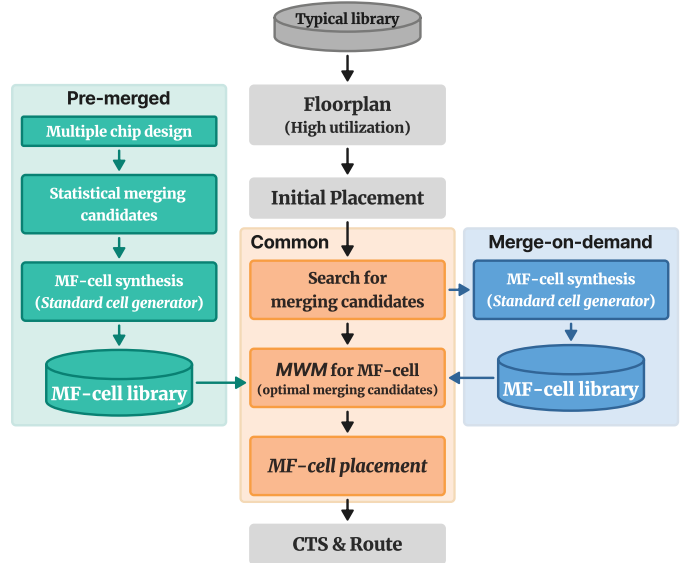 Typical library
Floorplan
(High utilization)
Initial Placement
Pre-merged
Multiple chip design
Statistical merging
candidates
MF-cell synthesis
(Standard cell generator)
MF-cell library
Common
Search for
merging candidates
MWM for MF-cell
(optimal merging candidates)
MF-cell placement
Merge-on-demand
MF-cell synthesis
(Standard cell generator)
MF-cell library
CTS & Route